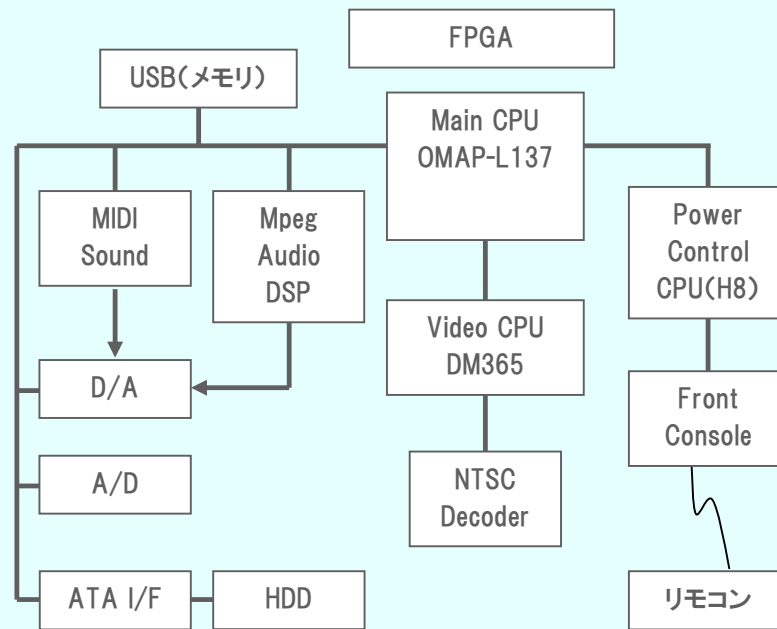 FPGA
USB(メモリ)
Main CPU
OMAP-L137
MIDI
Sound
Mpeg
Audio
DSP
Power
Control
CPU(H8)
Video CPU
DM365
D/A
Front
Console
A/D
NTSC
Decoder
ATA I/F
HDD
リモコン